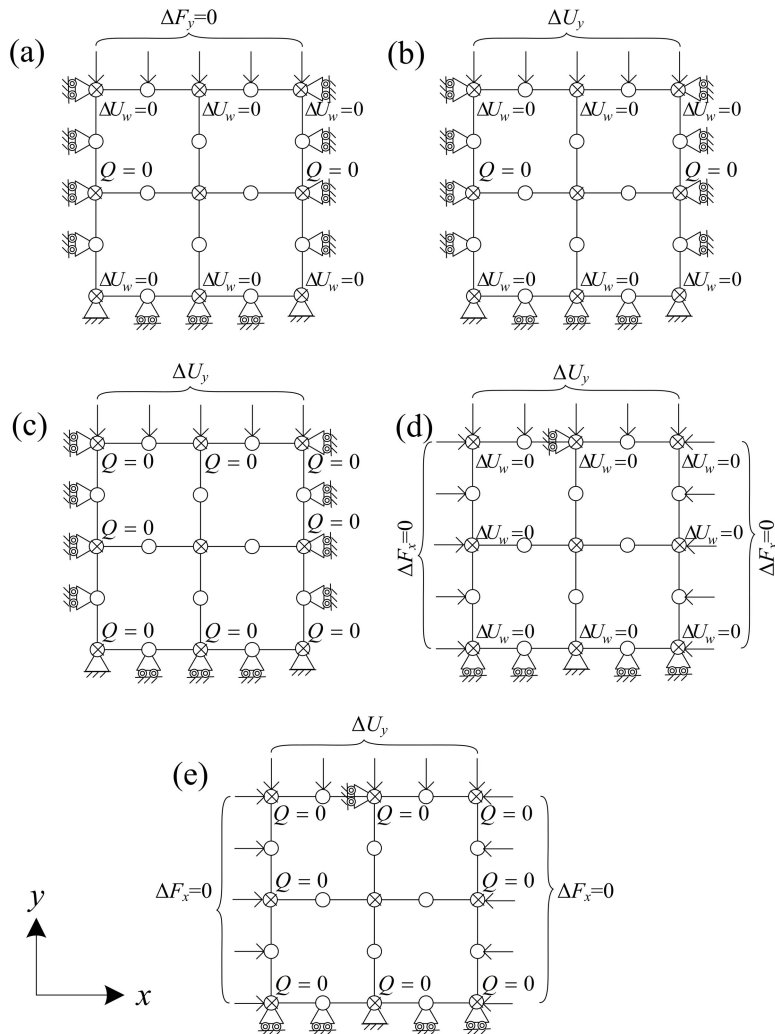 ΔF_y=0
ΔU_y
(a)
(b)
ΔU_w=0 ΔU_w=0 ΔU_w=0
ΔU_w=0 ΔU_w=0 ΔU_w=0
Q = 0 Q = 0
Q = 0 Q = 0
ΔU_w=0 ΔU_w=0 ΔU_w=0
ΔU_w=0 ΔU_w=0 ΔU_w=0
ΔU_y
ΔU_y
(c)
(d)
Q = 0 Q = 0 Q = 0
ΔU_w=0 ΔU_w=0 ΔU_w=0
Q = 0 Q = 0
ΔF_x=0 ΔU_w=0 ΔU_w=0 ΔF_x=0
Q = 0 Q = 0 Q = 0
ΔU_w=0 ΔU_w=0 ΔU_w=0
ΔU_y
(e)
Q = 0 Q = 0 Q = 0
ΔF_x=0 Q = 0 Q = 0 ΔF_x=0
Q = 0 Q = 0 Q = 0
y
x